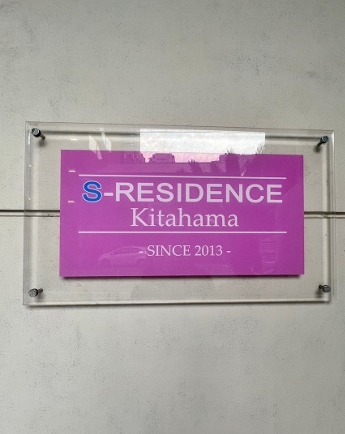 S-RESIDENCE
Kitahama
- SINCE 2013 -